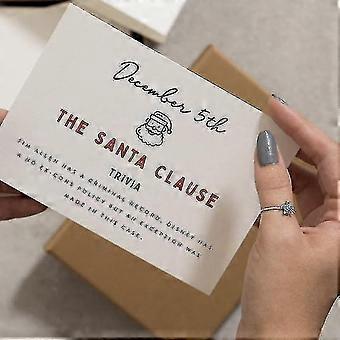 December 5th
THE SANTA CLAUSE
TRIVIA
TIM ALLEN HAS A CRIMINAL RECORD. DISNEY HAS
A NO EX-CONS POLICY BUT AN EXCEPTION WAS
MADE IN THIS CASE.